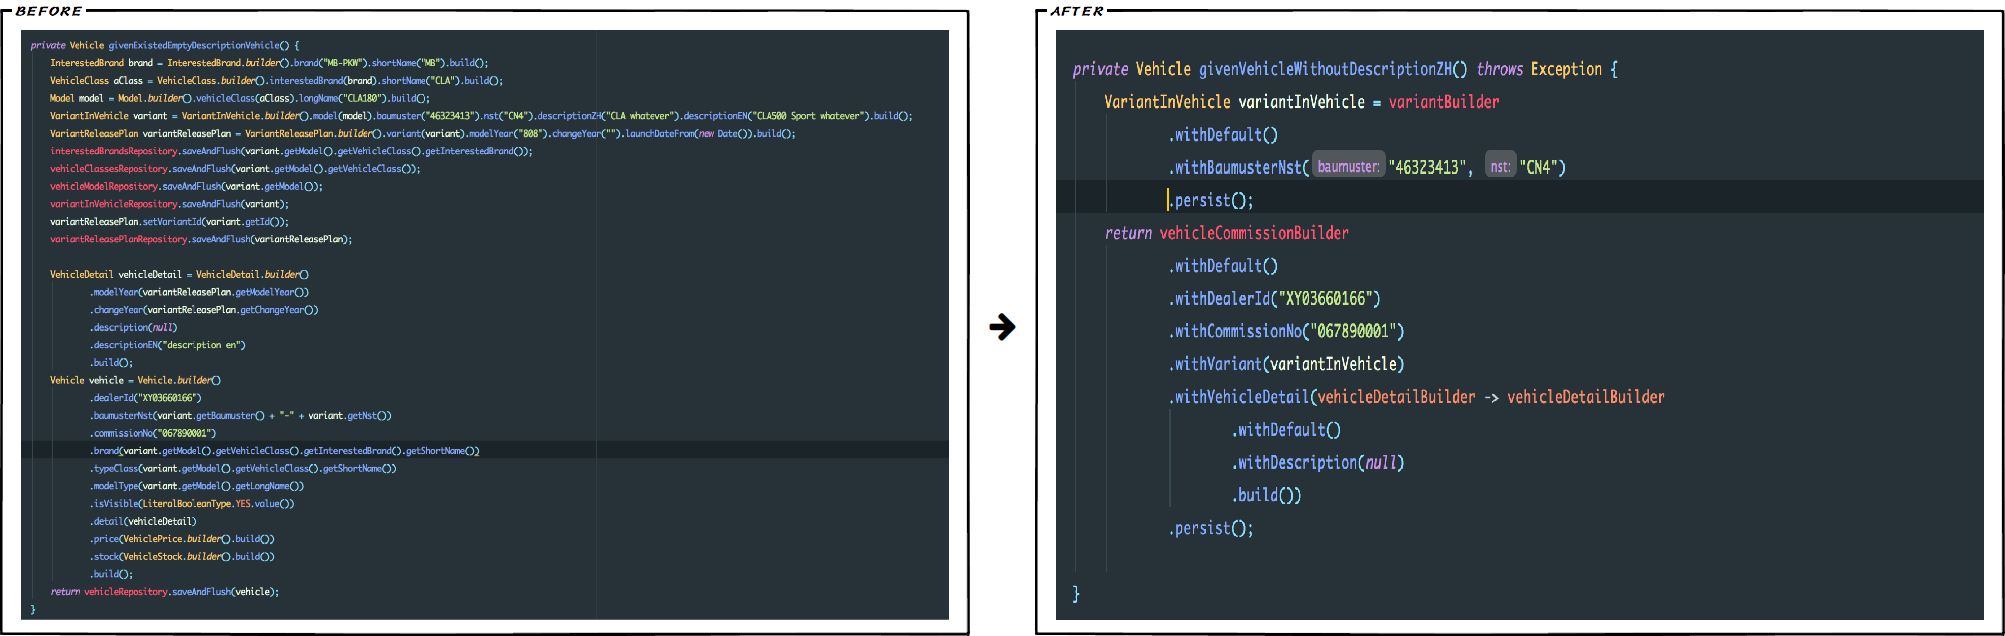 BEFORE
private Vehicle givenExistedEmptyDescriptionVehicle() {
InterestedBrand brand = InterestedBrand.builder().brand("MB-PKW").shortName("MB").build();
VehicleClass aClass = VehicleClass.builder().interestedBrand(brand).shortName("CLA").build();
Model model = Model.builder().vehicleClass(aClass).longName("CLA180").build();
VariantInVehicle variant = VariantInVehicle.builder().model(model).baumuster("46323413").nst("CN4").descriptionZH("CLA whatever").descriptionEN("CLA500 Sport whatever").build();
VariantReleasePlan variantReleasePlan = VariantReleasePlan.builder().variant(variant).modelYear("808").changeYear("").launchDateFrom(new Date()).build();
interestedBrandsRepository.saveAndFlush(variant.getModel().getVehicleClass().getInterestedBrand());
vehicleClassesRepository.saveAndFlush(variant.getModel().getVehicleClass());
vehicleModelRepository.saveAndFlush(variant.getModel());
variantInVehicleRepository.saveAndFlush(variant);
variantReleasePlan.setVariantId(variant.getId());
variantReleasePlanRepository.saveAndFlush(variantReleasePlan);
VehicleDetail vehicleDetail = VehicleDetail.builder()
.modelYear(variantReleasePlan.getModelYear())
.changeYear(variantReleasePlan.getChangeYear())
.description(null)
.descriptionEN("description en")
.build();
Vehicle vehicle = Vehicle.builder()
.dealerId("XY03660166")
.baumusterNst(variant.getBaumuster() + "-" + variant.getNst())
.commissionNo("067890001")
.brand(variant.getModel().getVehicleClass().getInterestedBrand().getShortName())
.typeClass(variant.getModel().getVehicleClass().getShortName())
.modelType(variant.getModel().getLongName())
.isVisible(LiteralBooleanType.YES.value())
.detail(vehicleDetail)
.price(VehiclePrice.builder().build())
.stock(VehicleStock.builder().build())
.build();
return vehicleRepository.saveAndFlush(vehicle);
}
AFTER
private Vehicle givenVehicleWithoutDescriptionZH() throws Exception {
VariantInVehicle variantInVehicle = variantBuilder
.withDefault()
.withBaumusterNst( baumuster: "46323413", nst: "CN4")
.persist();
return vehicleCommissionBuilder
.withDefault()
.withDealerId("XY03660166")
.withCommissionNo("067890001")
.withVariant(variantInVehicle)
.withVehicleDetail(vehicleDetailBuilder -> vehicleDetailBuilder
.withDefault()
.withDescription(null)
.build())
.persist();
}